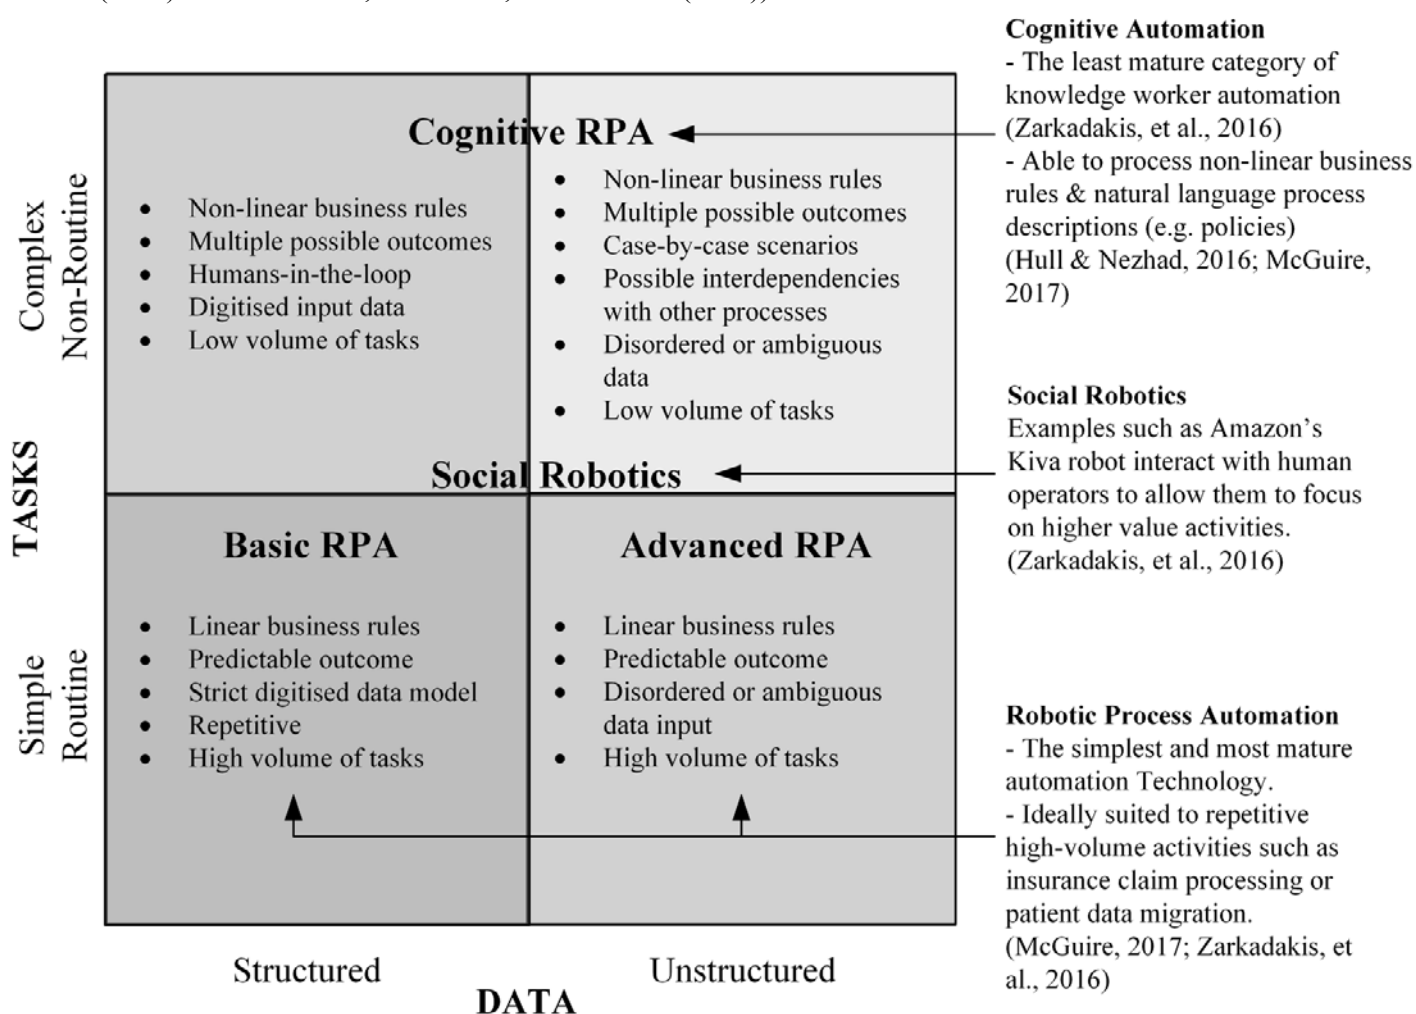 Cognitive Automation
- The least mature category of
knowledge worker automation
(Zarkadakis, et al., 2016)
- Able to process non-linear business
rules & natural language process
descriptions (e.g. policies)
(Hull & Nezhad, 2016; McGuire,
2017)
Cognitive RPA
Complex
Non-Routine
• Non-linear business rules
• Multiple possible outcomes
• Humans-in-the-loop
• Digitised input data
• Low volume of tasks
• Non-linear business rules
• Multiple possible outcomes
• Case-by-case scenarios
• Possible interdependencies
with other processes
• Disordered or ambiguous
data
• Low volume of tasks
Social Robotics
Social Robotics
Examples such as Amazon’s
Kiva robot interact with human
operators to allow them to focus
on higher value activities.
(Zarkadakis, et al., 2016)
TASKS
Simple
Routine
Basic RPA
• Linear business rules
• Predictable outcome
• Strict digitised data model
• Repetitive
• High volume of tasks
Advanced RPA
• Linear business rules
• Predictable outcome
• Disordered or ambiguous
data input
• High volume of tasks
Robotic Process Automation
- The simplest and most mature
automation Technology.
- Ideally suited to repetitive
high-volume activities such as
insurance claim processing or
patient data migration.
(McGuire, 2017; Zarkadakis, et
al., 2016)
Structured
Unstructured
DATA